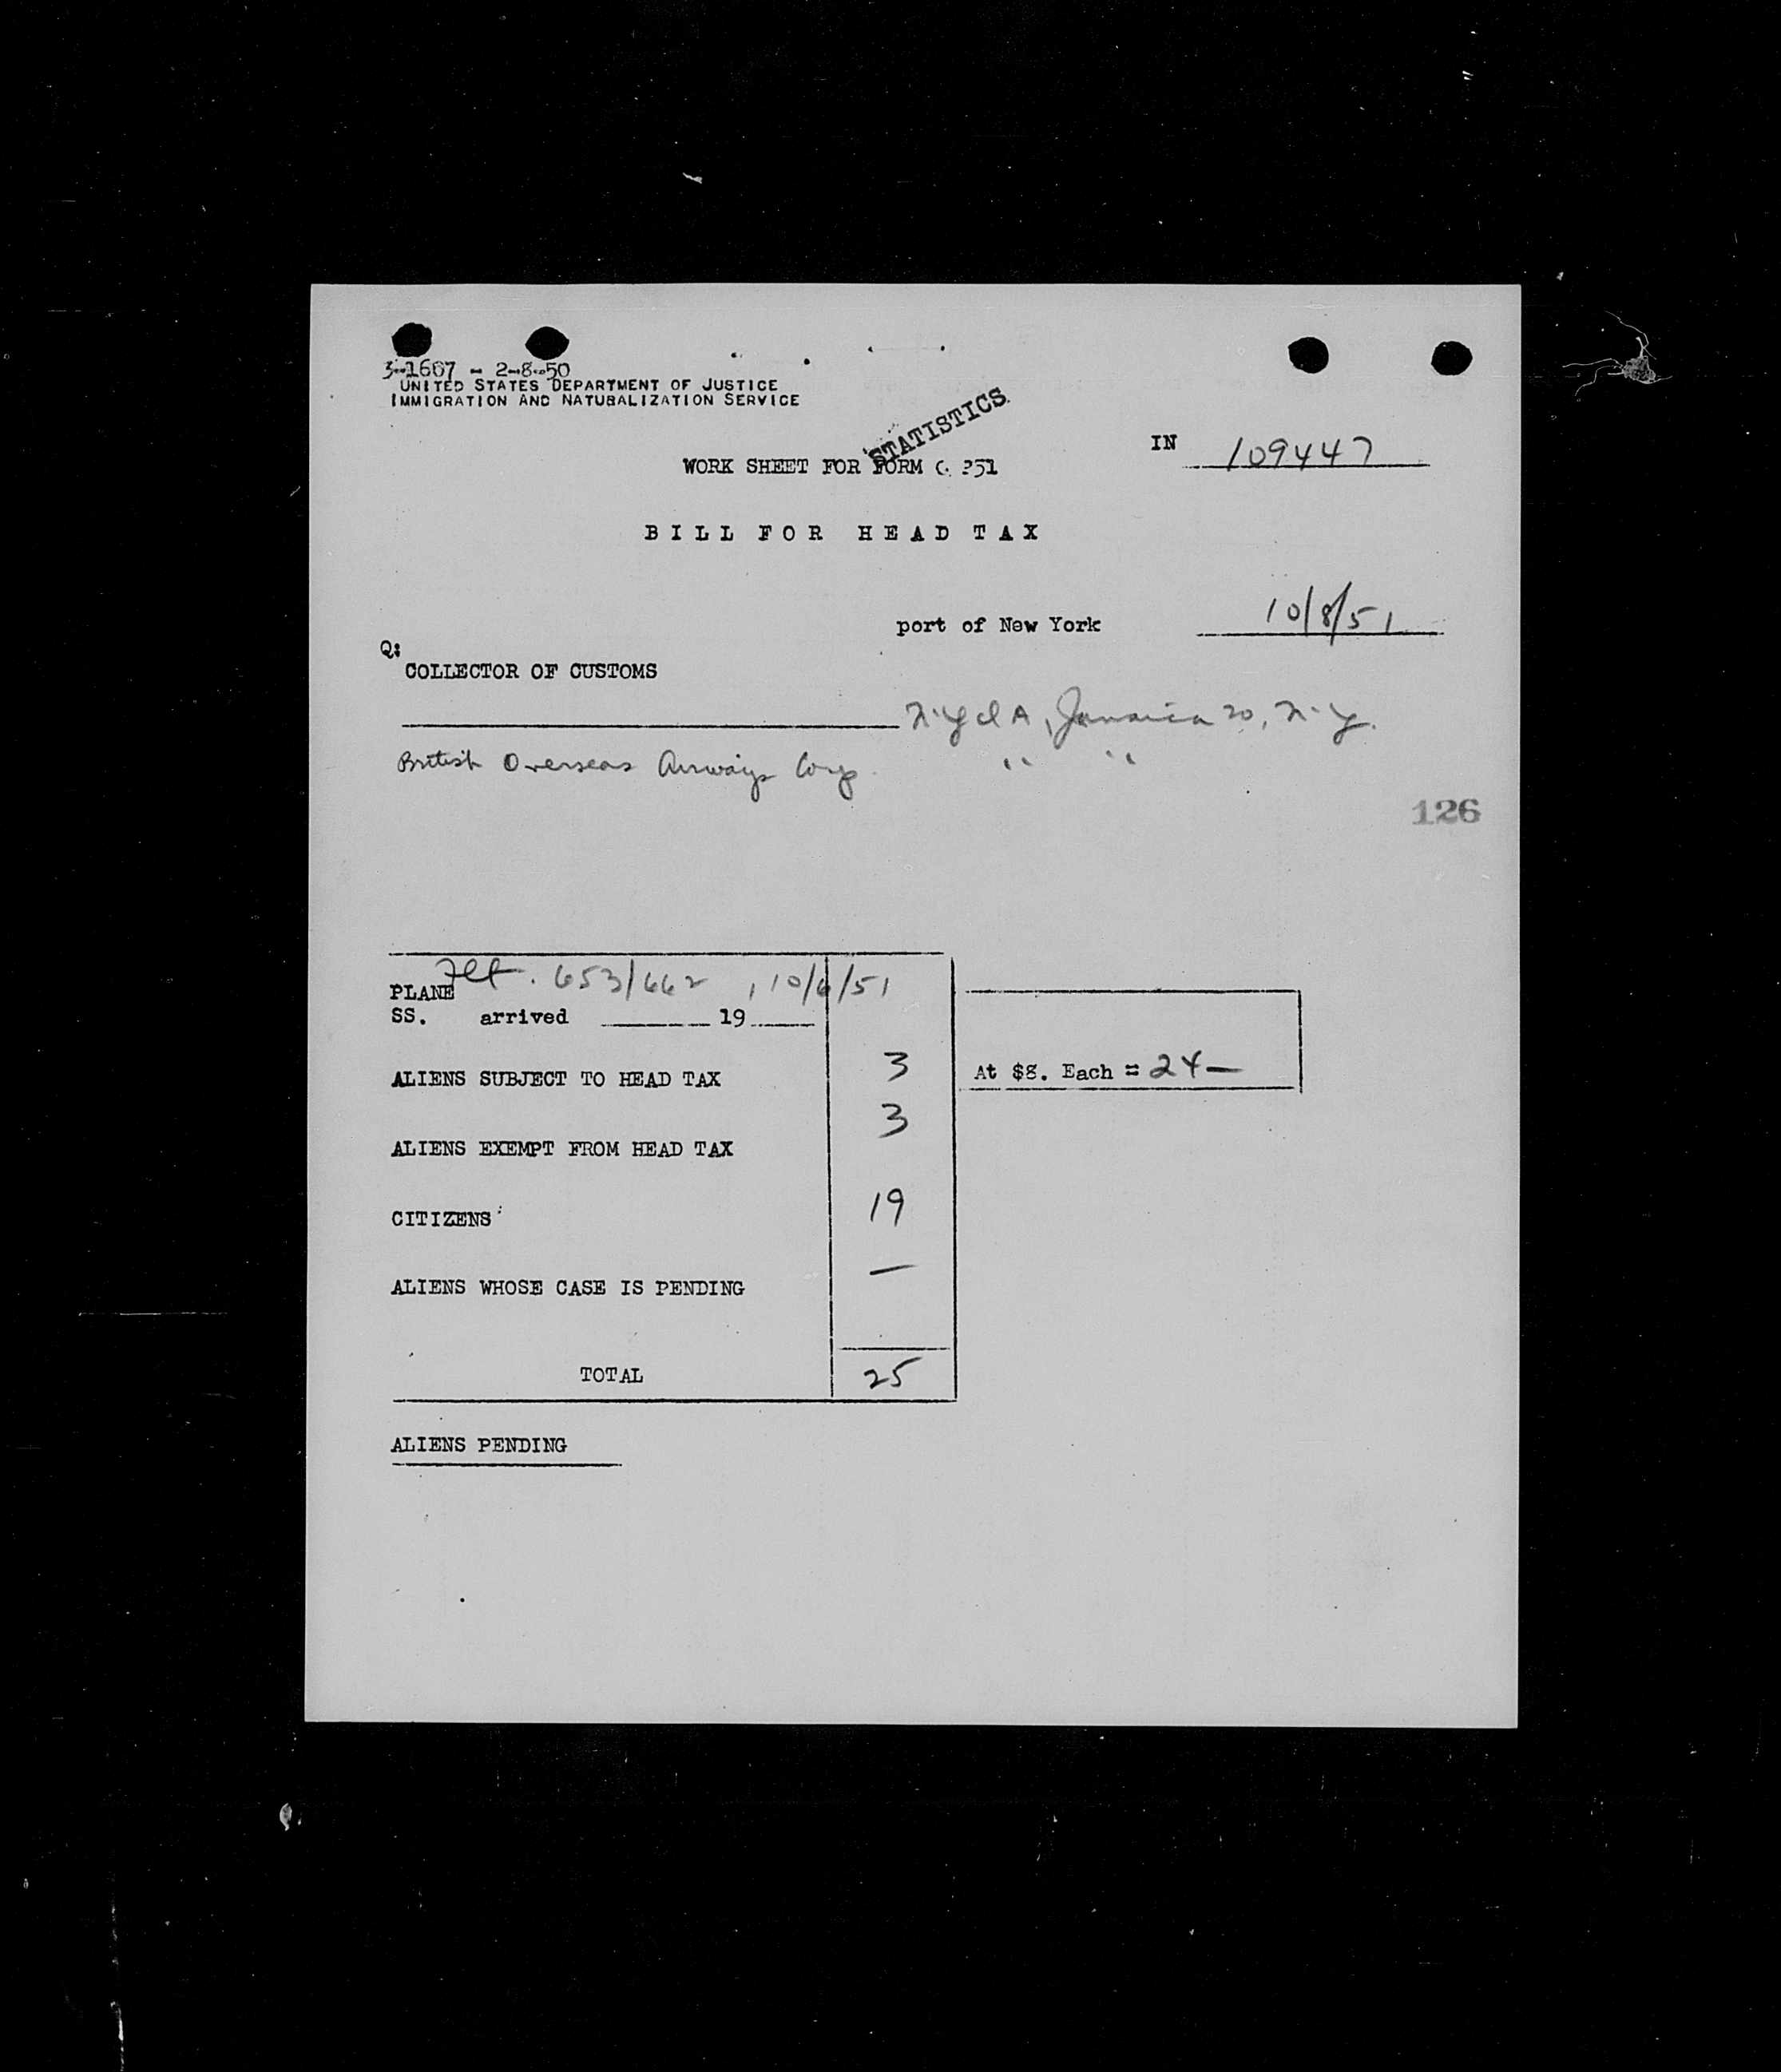 3-1667 - 2-8-50
UNITED STATES DEPARTMENT OF JUSTICE
IMMIGRATION AND NATURALIZATION SERVICE
STATISTICS
IN 109447
WORK SHEET FOR FORM
BILL FOR HEAD TAX
port of New York 10/8/51
Q:
COLLECTOR OF CUSTOMS
N.Y.I A, Jamaica 20, N.Y.
British Overseas Airways Corp. " "
126
Flt. 653/662, 10/6/51
PLANE
SS. arrived 19
ALIENS SUBJECT TO HEAD TAX 3 At $8. Each = 24—
ALIENS EXEMPT FROM HEAD TAX 3
CITIZENS 19
ALIENS WHOSE CASE IS PENDING —
TOTAL 25
ALIENS PENDING